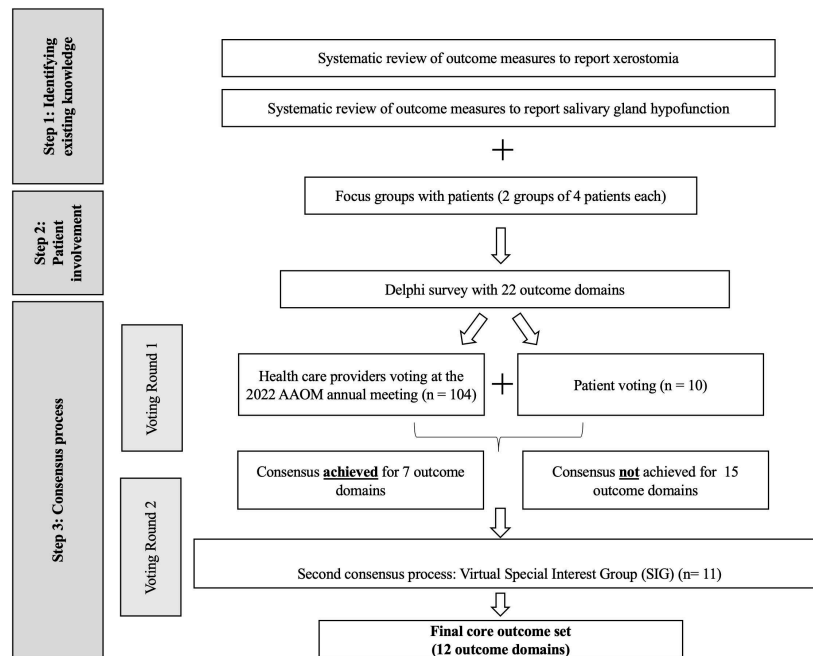 Step 1: Identifying
existing knowledge
Systematic review of outcome measures to report xerostomia
Systematic review of outcome measures to report salivary gland hypofunction
+
Step 2:
Patient
involvement
Focus groups with patients (2 groups of 4 patients each)
Step 3: Consensus process
Delphi survey with 22 outcome domains
Voting Round 1
Health care providers voting at the
2022 AAOM annual meeting (n = 104)
+
Patient voting (n = 10)
Consensus achieved for 7 outcome
domains
Consensus not achieved for 15
outcome domains
Voting Round 2
Second consensus process: Virtual Special Interest Group (SIG) (n= 11)
Final core outcome set
(12 outcome domains)